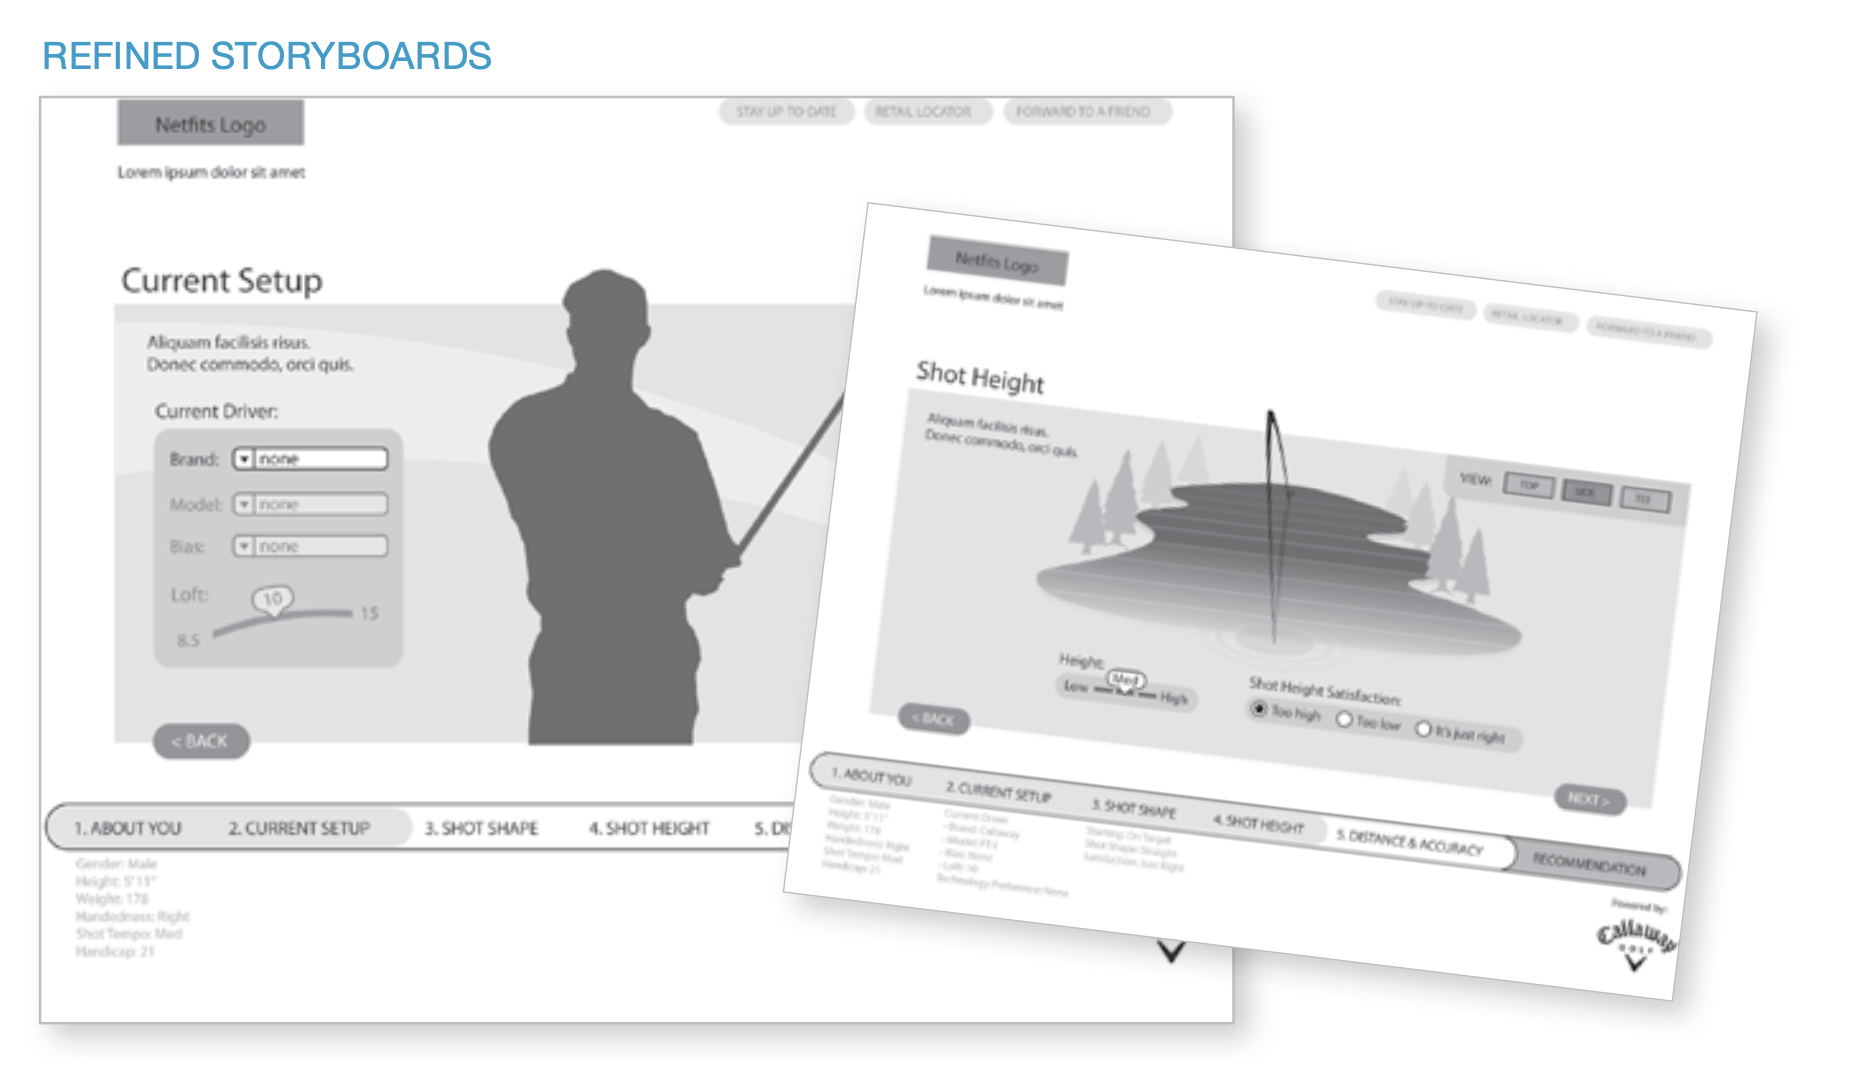 REFINED STORYBOARDS
Netfits Logo
Lorem ipsum dolor sit amet
STAY UP-TO-DATE
RETAIL LOCATOR
FORWARD TO A FRIEND
Current Setup
Aliquam facilisis risus.
Donec commodo, orci quis.
Current Driver:
Brand: none
Model: none
Bias: none
Loft:
10
8.5
15
< BACK
1. ABOUT YOU
2. CURRENT SETUP
3. SHOT SHAPE
4. SHOT HEIGHT
5. DI
Gender: Male
Height: 5'11"
Weight: 178
Handedness: Right
Shot Tempo: Med
Handicap: 21
Netfits Logo
Lorem ipsum dolor sit amet
STAY UP-TO-DATE
RETAIL LOCATOR
FORWARD TO A FRIEND
Shot Height
Aliquam facilisis risus.
Donec commodo, orci quis.
VIEW:
TOP
SIDE
TEE
Height:
Low
Med
High
Shot Height Satisfaction:
Too high
Too low
It's just right
< BACK
NEXT >
1. ABOUT YOU
2. CURRENT SETUP
3. SHOT SHAPE
4. SHOT HEIGHT
5. DISTANCE & ACCURACY
RECOMMENDATION
Gender: Male
Height: 5'11"
Weight: 178
Handedness: Right
Shot Tempo: Med
Handicap: 21
Current Driver
- Brand: Callaway
- Model:
- Bias: None
- Loft: 10
Technology Preference: None
Starting: On Target
Shot Shape: Straight
Satisfaction: Just Right
Powered by:
Callaway
GOLF